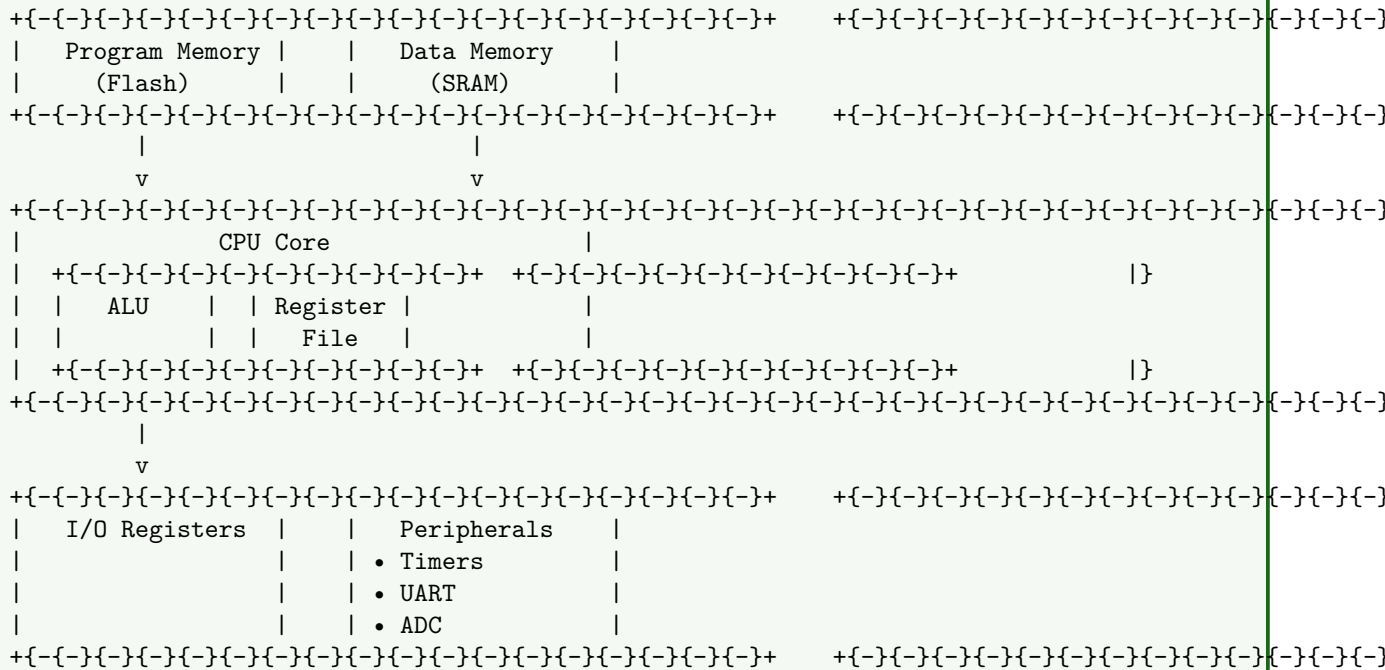 +{-{-}{-}{-}{-}{-}{-}{-}{-}{-}{-}{-}{-}{-}{-}{-}{-}{-}+    +{-}{-}{-}{-}{-}{-}{-}{-}{-}{-}{-}{-}{-}
|   Program Memory |    |   Data Memory    |
|     (Flash)      |    |     (SRAM)       |
+{-{-}{-}{-}{-}{-}{-}{-}{-}{-}{-}{-}{-}{-}{-}{-}{-}{-}+    +{-}{-}{-}{-}{-}{-}{-}{-}{-}{-}{-}{-}{-}
|                       |
v                       v
+{-{-}{-}{-}{-}{-}{-}{-}{-}{-}{-}{-}{-}{-}{-}{-}{-}{-}{-}{-}{-}{-}{-}{-}{-}{-}{-}{-}{-}{-}{-}{-}{-}
|              CPU Core                  |
|  +{-{-}{-}{-}{-}{-}{-}{-}{-}{-}+  +{-}{-}{-}{-}{-}{-}{-}{-}{-}{-}+            |}
|  |   ALU    |  | Register |            |
|  |          |  |   File   |            |
|  +{-{-}{-}{-}{-}{-}{-}{-}{-}{-}+  +{-}{-}{-}{-}{-}{-}{-}{-}{-}{-}+            |}
+{-{-}{-}{-}{-}{-}{-}{-}{-}{-}{-}{-}{-}{-}{-}{-}{-}{-}{-}{-}{-}{-}{-}{-}{-}{-}{-}{-}{-}{-}{-}{-}{-}
|
v
+{-{-}{-}{-}{-}{-}{-}{-}{-}{-}{-}{-}{-}{-}{-}{-}{-}{-}+    +{-}{-}{-}{-}{-}{-}{-}{-}{-}{-}{-}{-}{-}
|   I/O Registers  |    |   Peripherals    |
|                  |    | • Timers         |
|                  |    | • UART           |
|                  |    | • ADC            |
+{-{-}{-}{-}{-}{-}{-}{-}{-}{-}{-}{-}{-}{-}{-}{-}{-}{-}+    +{-}{-}{-}{-}{-}{-}{-}{-}{-}{-}{-}{-}{-}